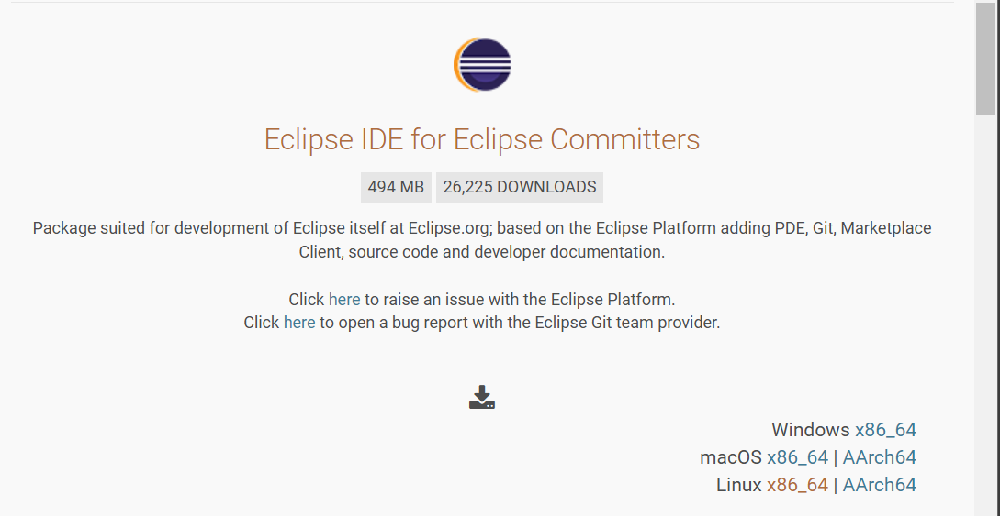 Eclipse IDE for Eclipse Committers
494 MB 26,225 DOWNLOADS
Package suited for development of Eclipse itself at Eclipse.org; based on the Eclipse Platform adding PDE, Git, Marketplace
Client, source code and developer documentation.
Click here to raise an issue with the Eclipse Platform.
Click here to open a bug report with the Eclipse Git team provider.
Windows x86_64
macOS x86_64 | AArch64
Linux x86_64 | AArch64